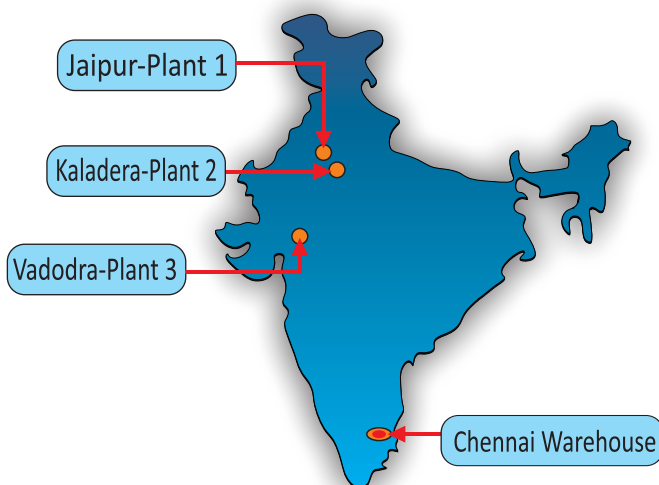 Jaipur-Plant 1
Kaladera-Plant 2
Vadodra-Plant 3
Chennai Warehouse